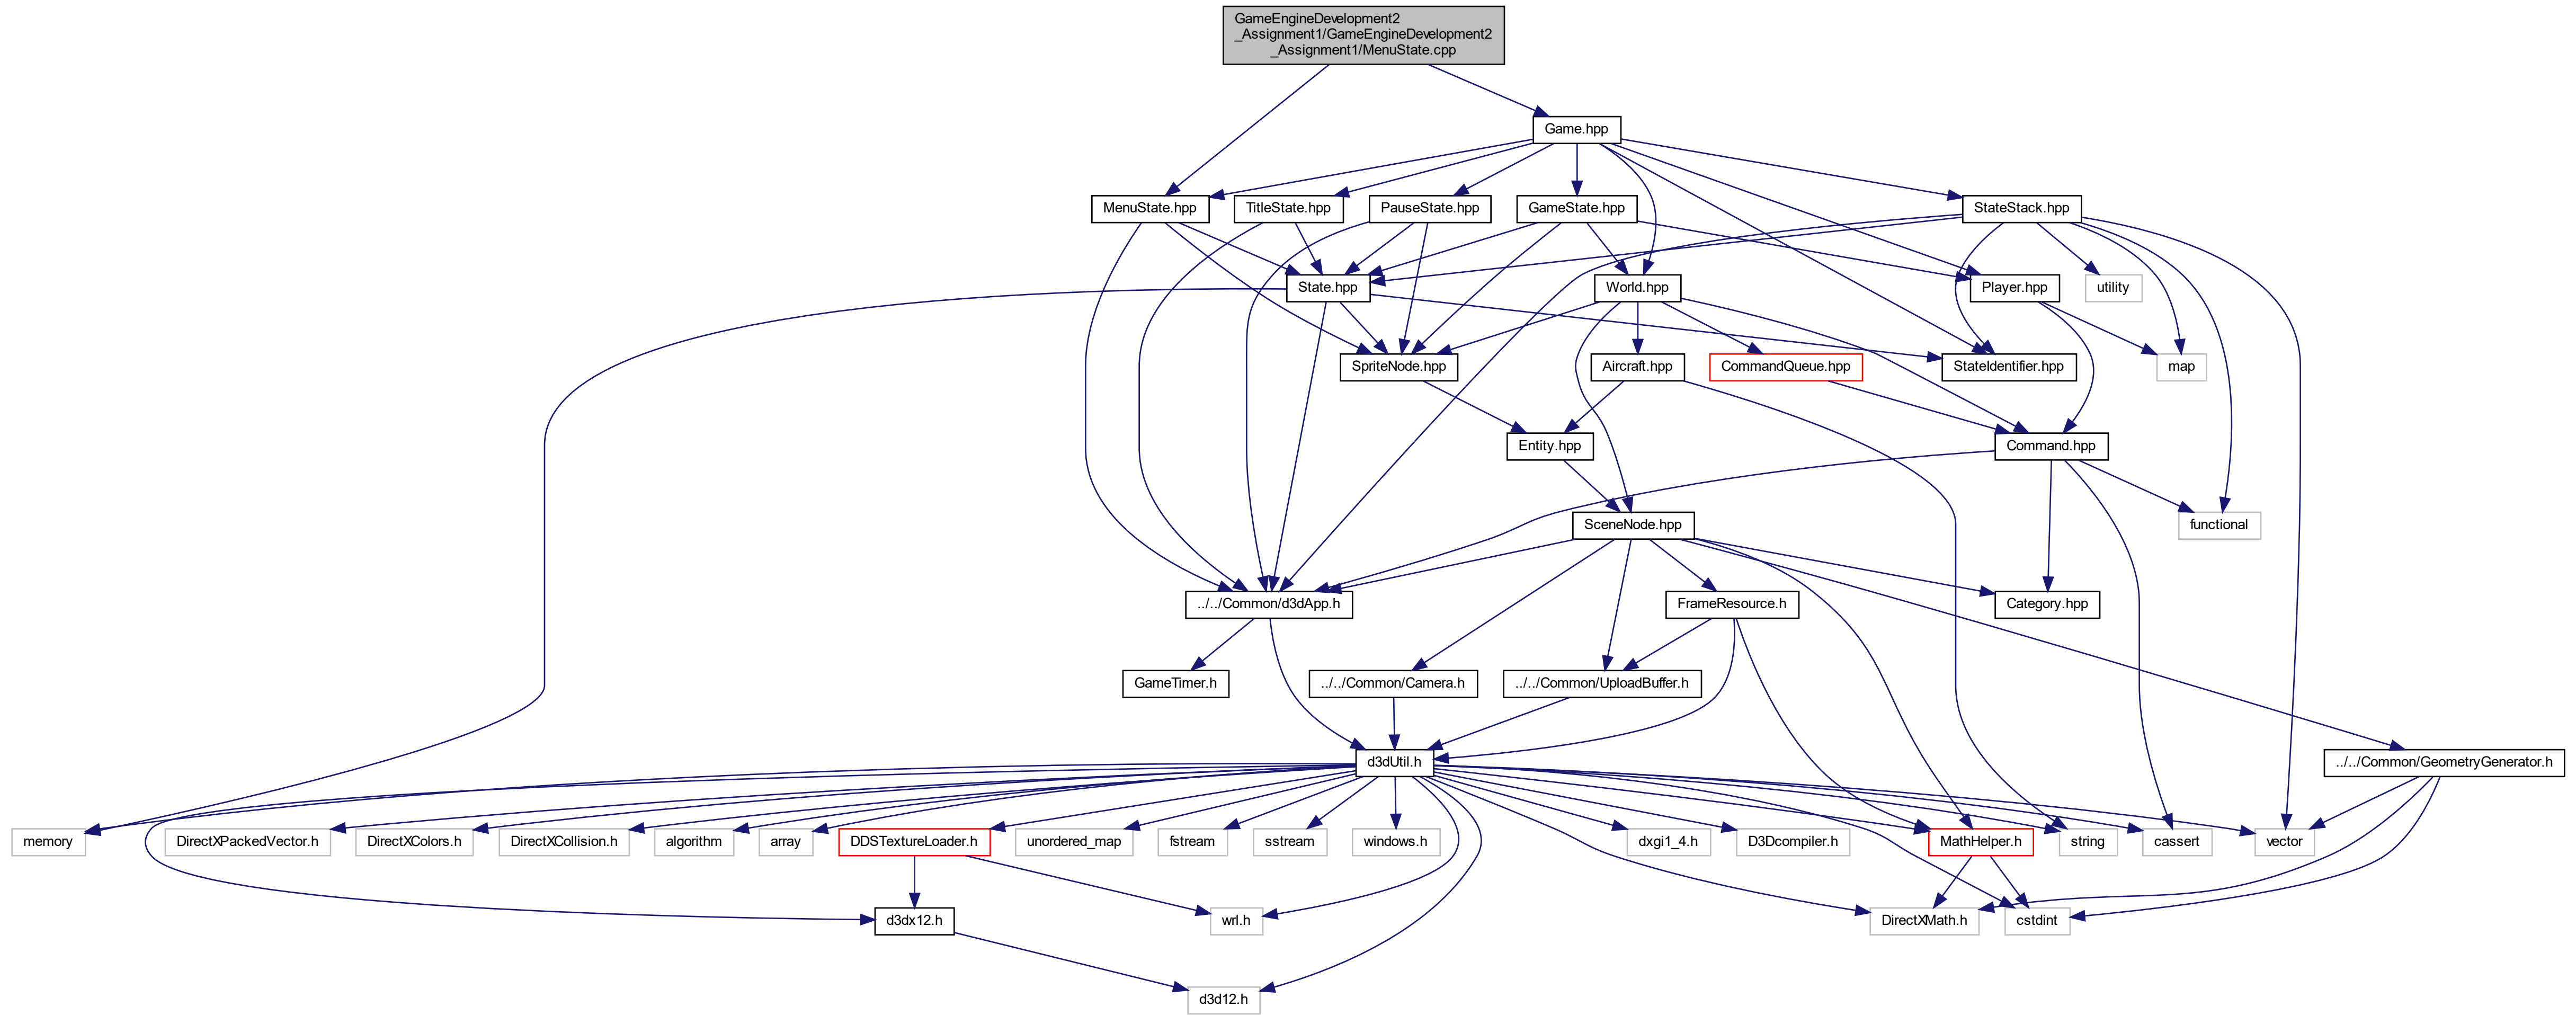 GameEngineDevelopment2
_Assignment1/GameEngineDevelopment2
_Assignment1/MenuState.cpp
Game.hpp
MenuState.hpp
TitleState.hpp
PauseState.hpp
GameState.hpp
StateStack.hpp
State.hpp
World.hpp
Player.hpp
utility
SpriteNode.hpp
Aircraft.hpp
CommandQueue.hpp
StateIdentifier.hpp
map
Entity.hpp
Command.hpp
SceneNode.hpp
functional
../../Common/d3dApp.h
FrameResource.h
Category.hpp
GameTimer.h
../../Common/Camera.h
../../Common/UploadBuffer.h
d3dUtil.h
../../Common/GeometryGenerator.h
memory
DirectXPackedVector.h
DirectXColors.h
DirectXCollision.h
algorithm
array
DDSTextureLoader.h
unordered_map
fstream
sstream
windows.h
dxgi1_4.h
D3Dcompiler.h
MathHelper.h
string
cassert
vector
d3dx12.h
wrl.h
DirectXMath.h
cstdint
d3d12.h